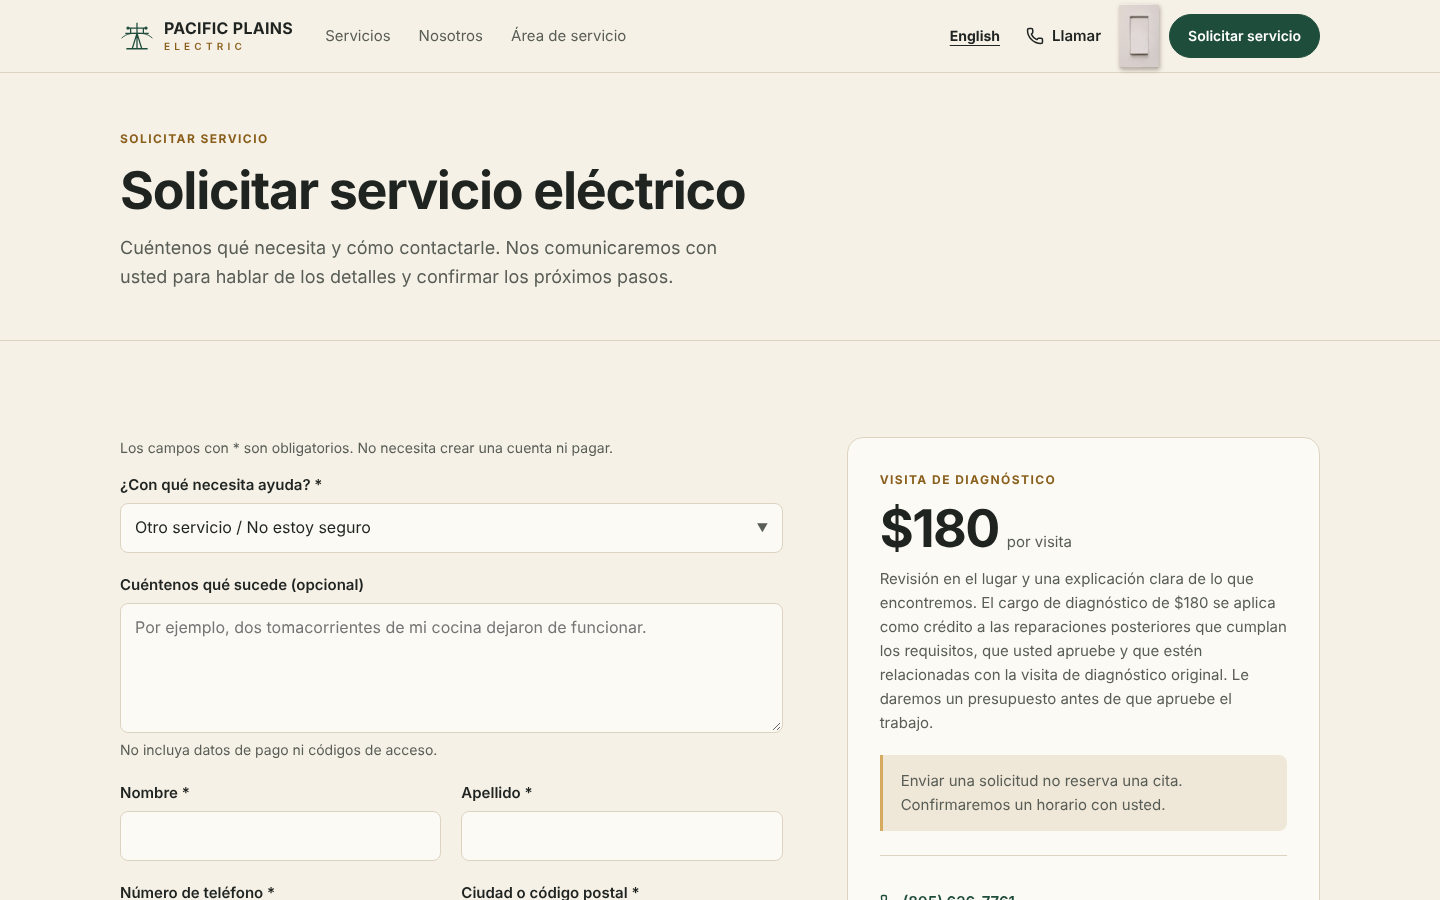 PACIFIC PLAINS
ELECTRIC
Servicios
Nosotros
Área de servicio
English
Llamar
Solicitar servicio
SOLICITAR SERVICIO
Solicitar servicio eléctrico
Cuéntenos qué necesita y cómo contactarle. Nos comunicaremos con
usted para hablar de los detalles y confirmar los próximos pasos.
Los campos con * son obligatorios. No necesita crear una cuenta ni pagar.
¿Con qué necesita ayuda? *
Otro servicio / No estoy seguro
Cuéntenos qué sucede (opcional)
Por ejemplo, dos tomacorrientes de mi cocina dejaron de funcionar.
No incluya datos de pago ni códigos de acceso.
Nombre *
Apellido *
Número de teléfono *
Ciudad o código postal *
VISITA DE DIAGNÓSTICO
$180 por visita
Revisión en el lugar y una explicación clara de lo que
encontremos. El cargo de diagnóstico de $180 se aplica
como crédito a las reparaciones posteriores que cumplan
los requisitos, que usted apruebe y que estén
relacionadas con la visita de diagnóstico original. Le
daremos un presupuesto antes de que apruebe el
trabajo.
Enviar una solicitud no reserva una cita.
Confirmaremos un horario con usted.